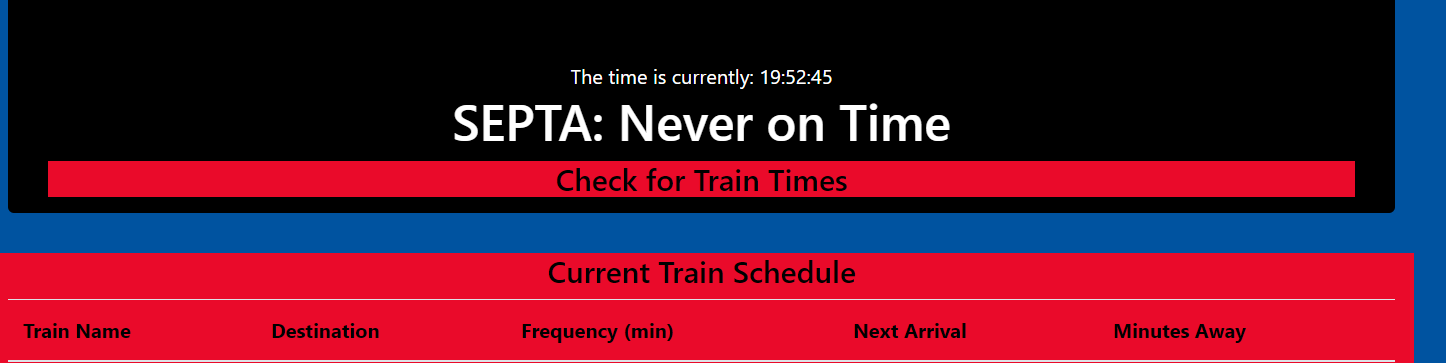 The time is currently: 19:52:45
SEPTA: Never on Time
Check for Train Times
Current Train Schedule
Train Name Destination Frequency (min) Next Arrival Minutes Away